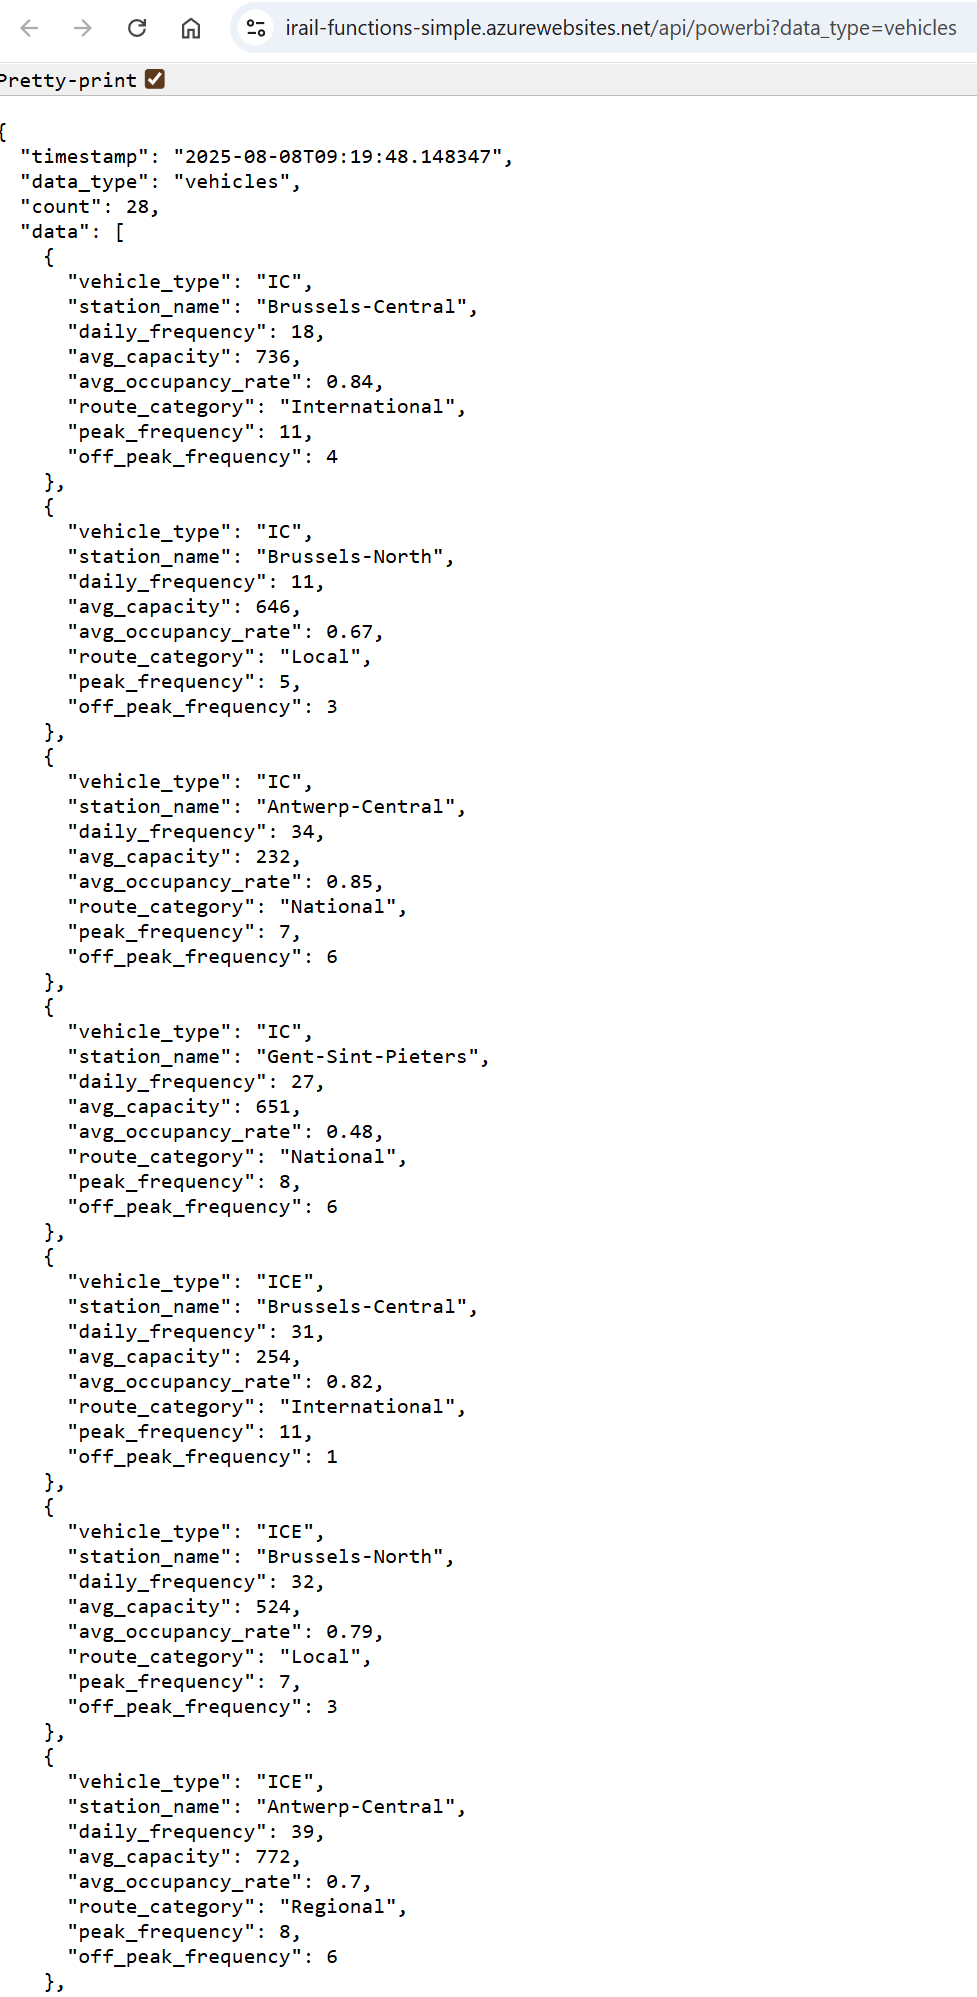 irail-functions-simple.azurewebsites.net/api/powerbi?data_type=vehicles
Pretty-print
{
  "timestamp": "2025-08-08T09:19:48.148347",
  "data_type": "vehicles",
  "count": 28,
  "data": [
    {
      "vehicle_type": "IC",
      "station_name": "Brussels-Central",
      "daily_frequency": 18,
      "avg_capacity": 736,
      "avg_occupancy_rate": 0.84,
      "route_category": "International",
      "peak_frequency": 11,
      "off_peak_frequency": 4
    },
    {
      "vehicle_type": "IC",
      "station_name": "Brussels-North",
      "daily_frequency": 11,
      "avg_capacity": 646,
      "avg_occupancy_rate": 0.67,
      "route_category": "Local",
      "peak_frequency": 5,
      "off_peak_frequency": 3
    },
    {
      "vehicle_type": "IC",
      "station_name": "Antwerp-Central",
      "daily_frequency": 34,
      "avg_capacity": 232,
      "avg_occupancy_rate": 0.85,
      "route_category": "National",
      "peak_frequency": 7,
      "off_peak_frequency": 6
    },
    {
      "vehicle_type": "IC",
      "station_name": "Gent-Sint-Pieters",
      "daily_frequency": 27,
      "avg_capacity": 651,
      "avg_occupancy_rate": 0.48,
      "route_category": "National",
      "peak_frequency": 8,
      "off_peak_frequency": 6
    },
    {
      "vehicle_type": "ICE",
      "station_name": "Brussels-Central",
      "daily_frequency": 31,
      "avg_capacity": 254,
      "avg_occupancy_rate": 0.82,
      "route_category": "International",
      "peak_frequency": 11,
      "off_peak_frequency": 1
    },
    {
      "vehicle_type": "ICE",
      "station_name": "Brussels-North",
      "daily_frequency": 32,
      "avg_capacity": 524,
      "avg_occupancy_rate": 0.79,
      "route_category": "Local",
      "peak_frequency": 7,
      "off_peak_frequency": 3
    },
    {
      "vehicle_type": "ICE",
      "station_name": "Antwerp-Central",
      "daily_frequency": 39,
      "avg_capacity": 772,
      "avg_occupancy_rate": 0.7,
      "route_category": "Regional",
      "peak_frequency": 8,
      "off_peak_frequency": 6
    },